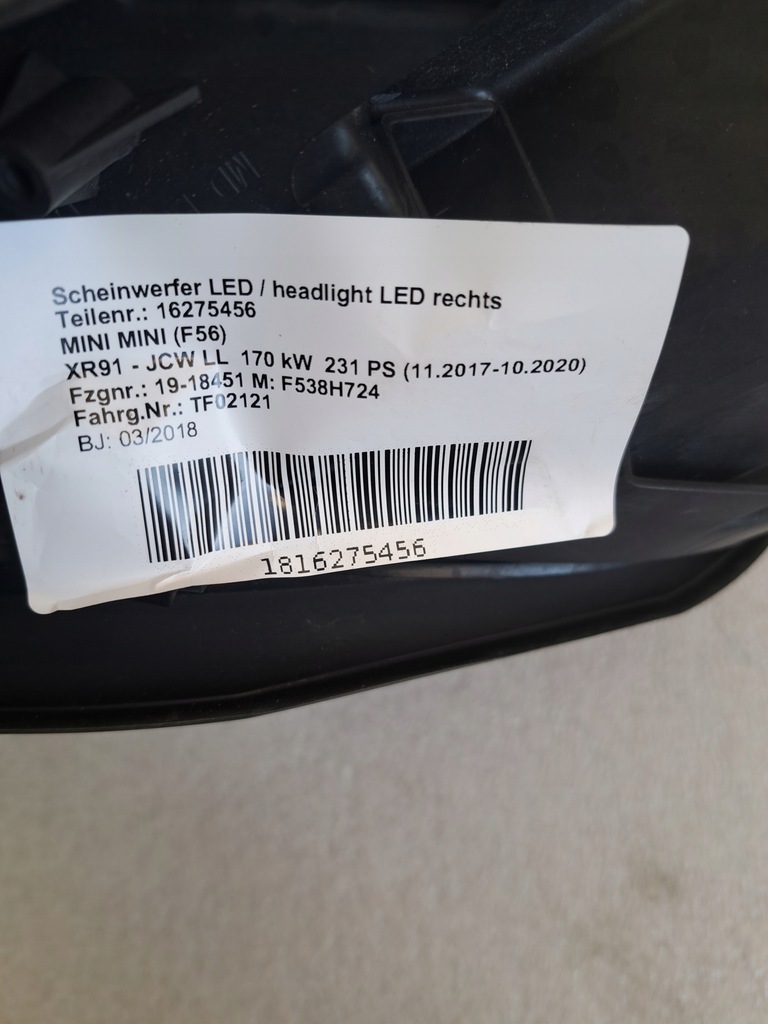 Scheinwerfer LED / headlight LED rechts
Teilenr.: 16275456
MINI MINI (F56)
XR91 - JCW LL 170 kW 231 PS (11.2017-10.2020)
Fzgnr.: 19-18451 M: F538H724
Fahrg.Nr.: TF02121
BJ: 03/2018
1816275456